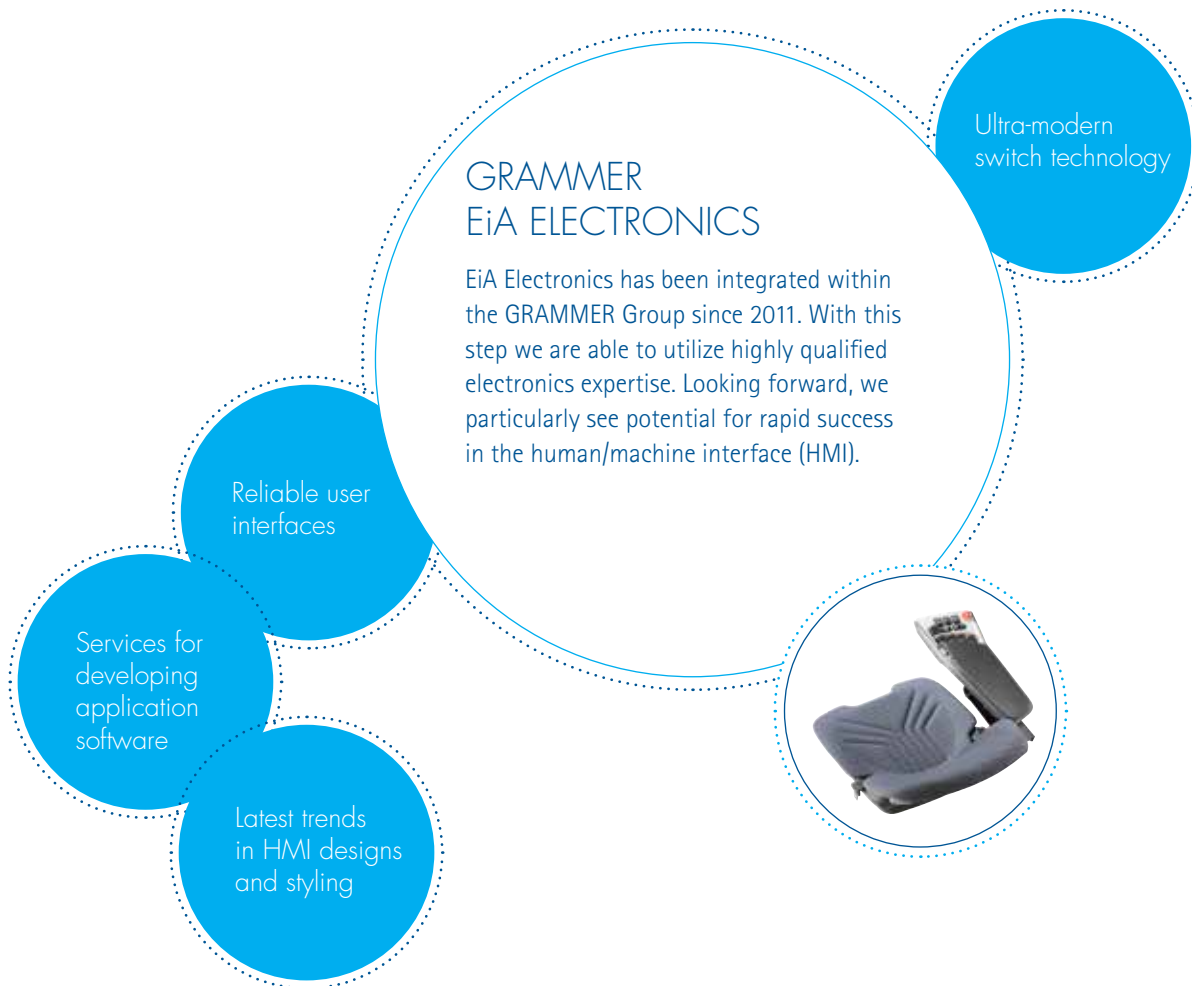 GRAMMER
EiA ELECTRONICS
EiA Electronics has been integrated within
the GRAMMER Group since 2011. With this
step we are able to utilize highly qualified
electronics expertise. Looking forward, we
particularly see potential for rapid success
in the human/machine interface (HMI).
Ultra-modern
switch technology
Reliable user
interfaces
Services for
developing
application
software
Latest trends
in HMI designs
and styling